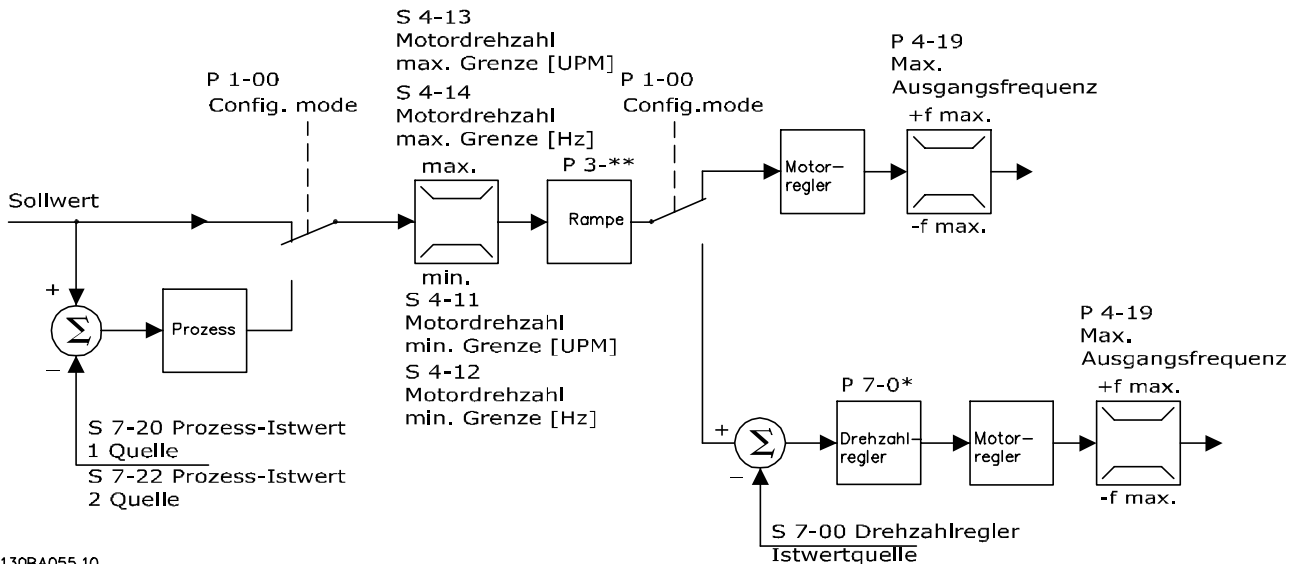 S 4-13
Motordrehzahl
max. Grenze [UPM]
S 4-14
Motordrehzahl
max. Grenze [Hz]
max.
P 1-00
Config. mode
P 1-00
Config.mode
P 4-19
Max.
Ausgangsfrequenz
+f max.
P 3-**
Motor-
regler
Sollwert
Rampe
-f max.
min.
S 4-11
Motordrehzahl
min. Grenze [UPM]
S 4-12
Motordrehzahl
min. Grenze [Hz]
+
Σ
Prozess
−
S 7-20 Prozess-Istwert
1 Quelle
S 7-22 Prozess-Istwert
2 Quelle
P 4-19
Max.
Ausgangsfrequenz
+f max.
P 7-0*
+
Σ
Drehzahl-
regler
Motor-
regler
−
-f max.
S 7-00 Drehzahlregler
Istwertquelle
130BA055.10